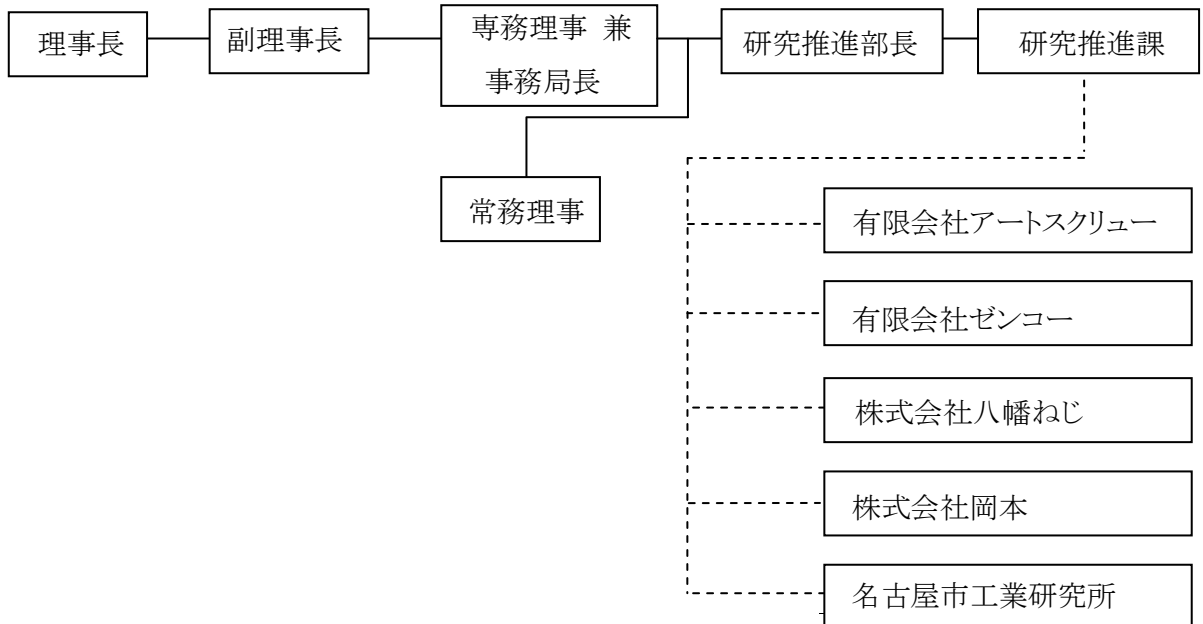 理事長
副理事長
専務理事 兼
事務局長
研究推進部長
研究推進課
常務理事
有限会社アートスクリュー
有限会社ゼンコー
株式会社八幡ねじ
株式会社岡本
名古屋市工業研究所